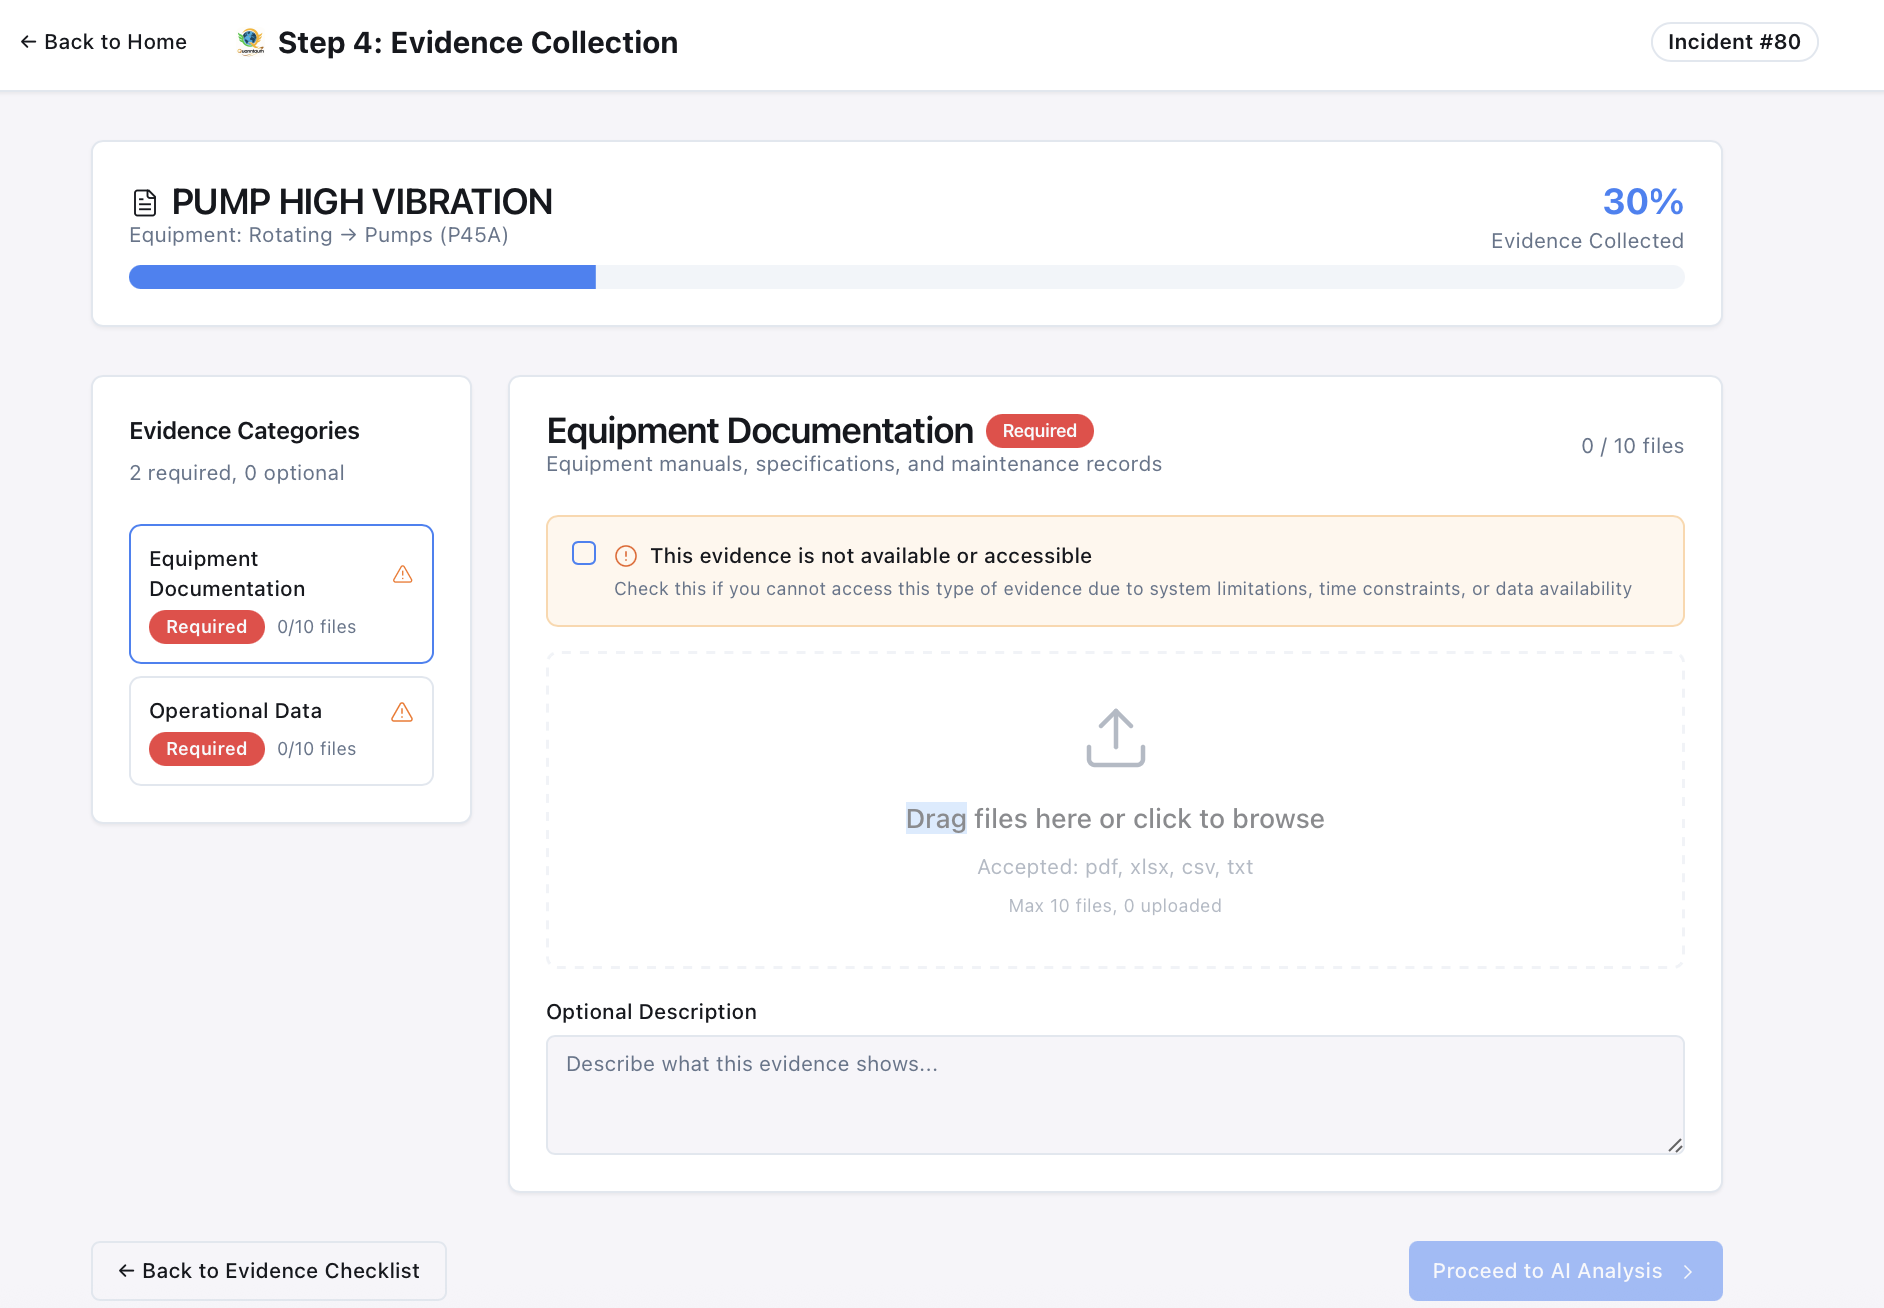 ← Back to Home
Step 4: Evidence Collection
Incident #80
PUMP HIGH VIBRATION
Equipment: Rotating → Pumps (P45A)
30%
Evidence Collected
Evidence Categories
2 required, 0 optional
Equipment
Documentation
Required 0/10 files
Operational Data
Required 0/10 files
Equipment Documentation Required
Equipment manuals, specifications, and maintenance records
0 / 10 files
This evidence is not available or accessible
Check this if you cannot access this type of evidence due to system limitations, time constraints, or data availability
Drag files here or click to browse
Accepted: pdf, xlsx, csv, txt
Max 10 files, 0 uploaded
Optional Description
Describe what this evidence shows...
← Back to Evidence Checklist
Proceed to AI Analysis